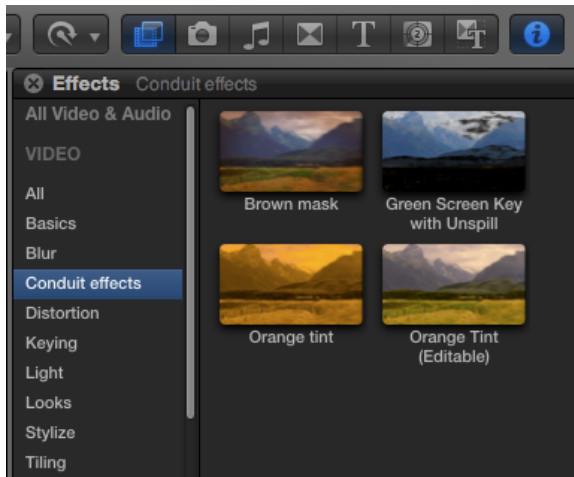 T
2
T
i
Effects Conduit effects
All Video & Audio
VIDEO
All
Basics
Blur
Conduit effects
Distortion
Keying
Light
Looks
Stylize
Tiling
Brown mask
Green Screen Key
with Unspill
Orange tint
Orange Tint
(Editable)